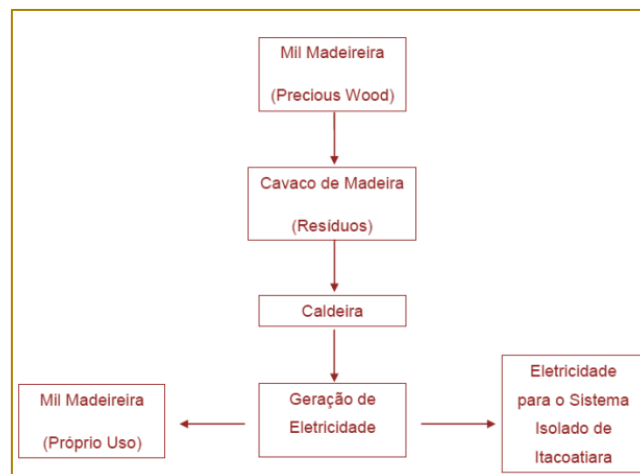 Mil Madeireira
(Precious Wood)
Cavaco de Madeira
(Resíduos)
Caldeira
Geração de
Eletricidade
Mil Madeireira
(Próprio Uso)
Eletricidade
para o Sistema
Isolado de
Itacoatiara